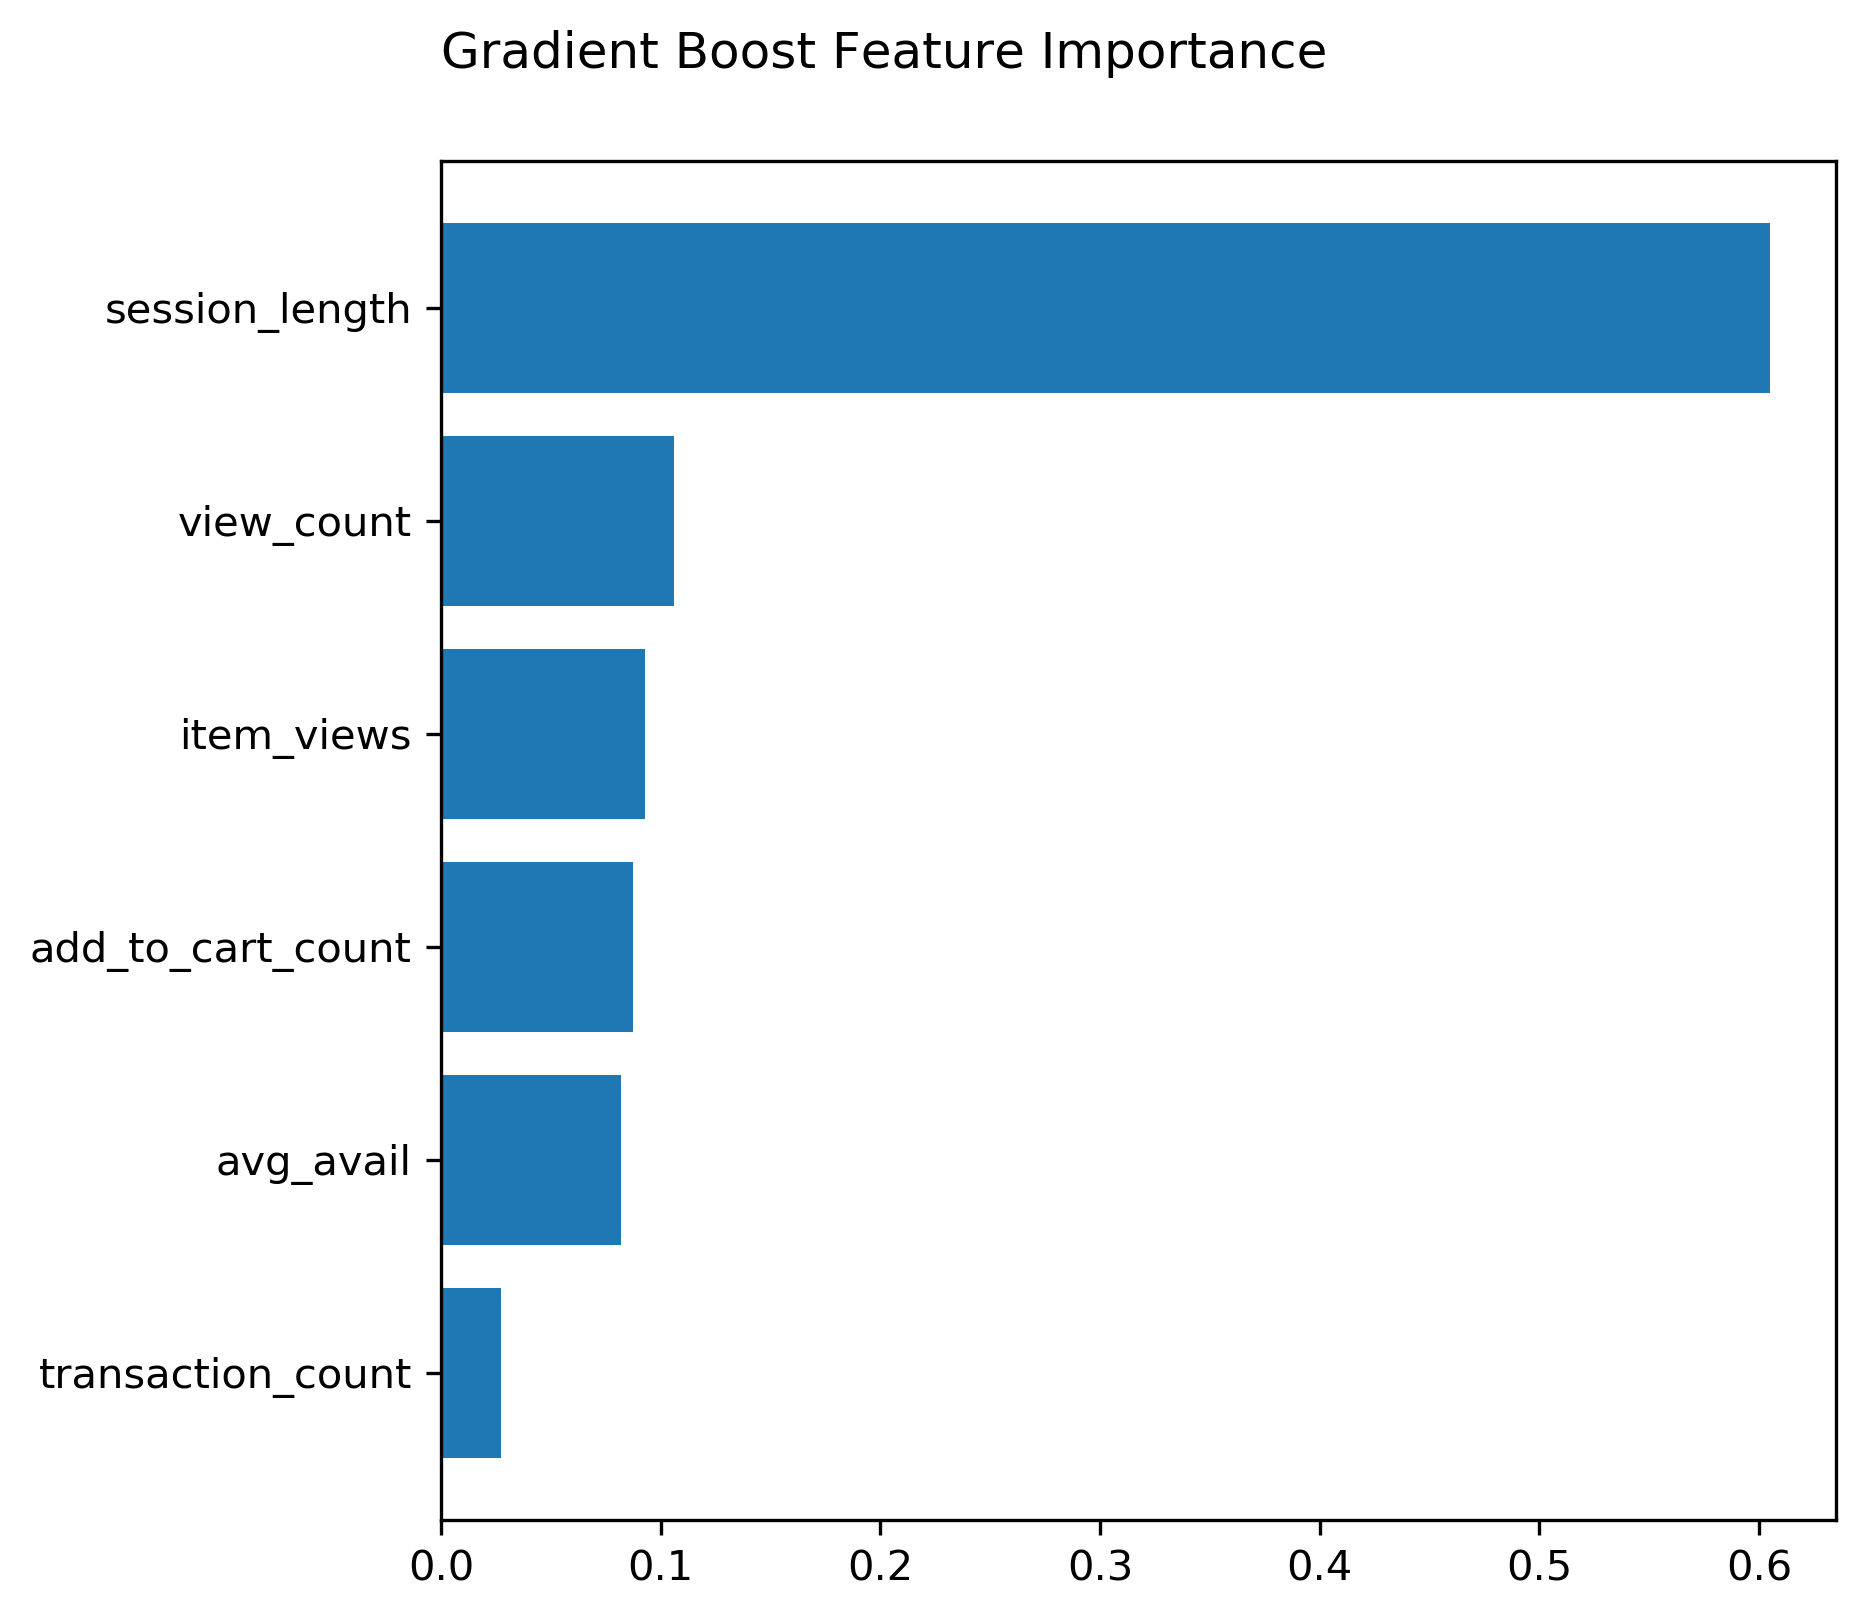 Gradient Boost Feature Importance
session_length
view_count
item_views
add_to_cart_count
avg_avail
transaction_count
0.0 0.1 0.2 0.3 0.4 0.5 0.6